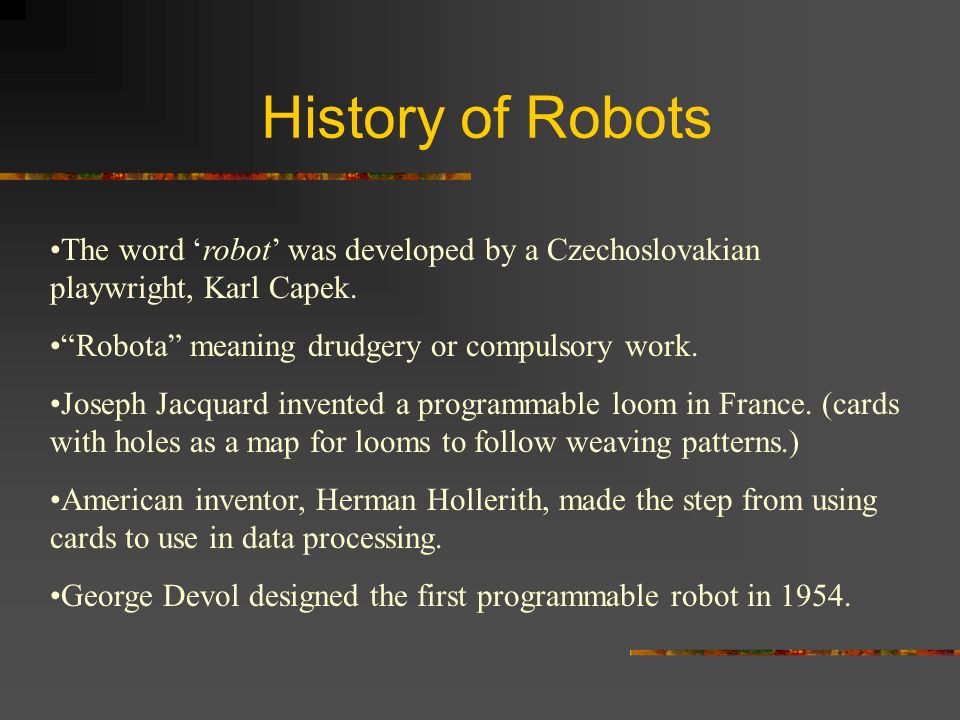 History of Robots
•The word ‘robot’ was developed by a Czechoslovakian
playwright, Karl Capek.
•“Robota” meaning drudgery or compulsory work.
•Joseph Jacquard invented a programmable loom in France. (cards
with holes as a map for looms to follow weaving patterns.)
•American inventor, Herman Hollerith, made the step from using
cards to use in data processing.
•George Devol designed the first programmable robot in 1954.